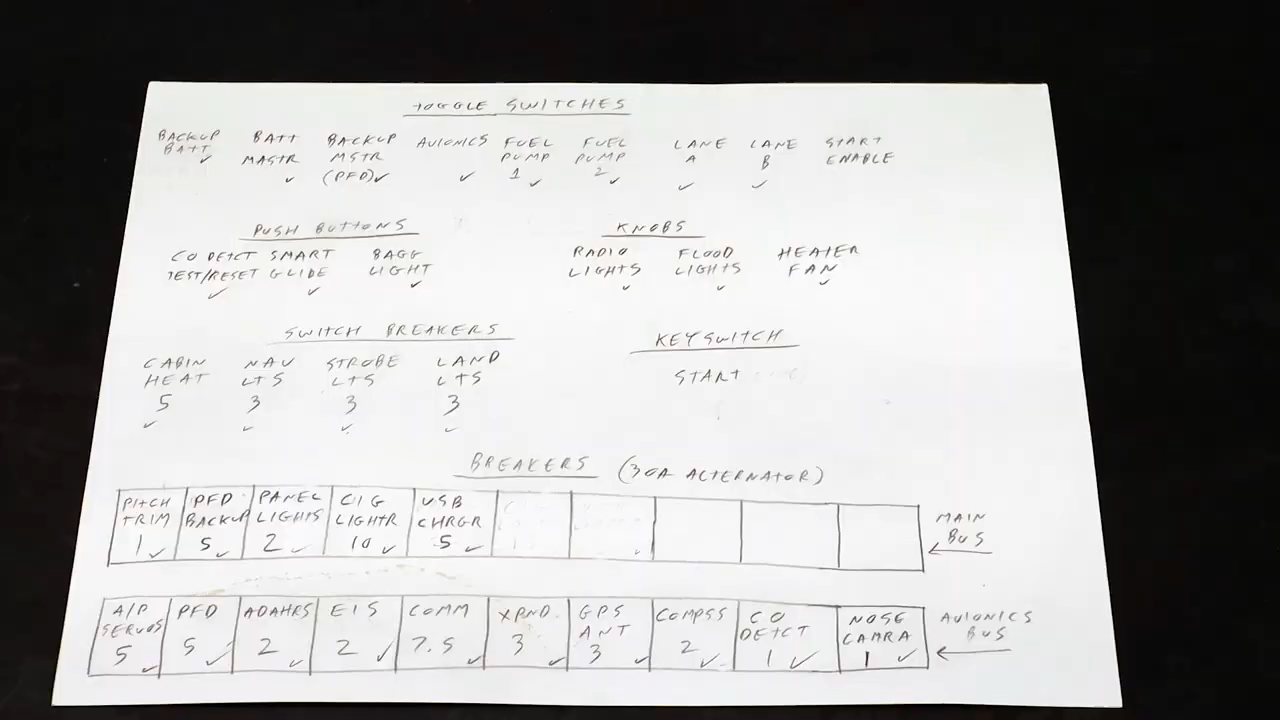 TOGGLE SWITCHES
BACKUP BATT AVIONICS FUEL FUEL LANE LANE START
BATT MASTR BACKUP MSTR (PFD) PUMP 1 PUMP 2 A B ENABLE
PUSH BUTTONS KNOBS
CO DETCT SMART BAGG RADIO FLOOD HEATER
TEST/RESET GLIDE LIGHT LIGHTS LIGHTS FAN
SWITCH BREAKERS KEYSWITCH
CABIN NAV STROBE LAND START
HEAT LTS LTS LTS
5 3 3 3
BREAKERS (30A ALTERNATOR)
PITCH PFD PANEL CIG USB MAIN
TRIM BACKUP LIGHTS LIGHTR CHRGR BUS
1 5 2 10 5
A/P PFD ADAHRS EIS COMM XPND GPS COMPSS CO NOSE AVIONICS
SERVOS ANT DETCT CAMRA BUS
5 5 2 2 7.5 3 3 2 1 1